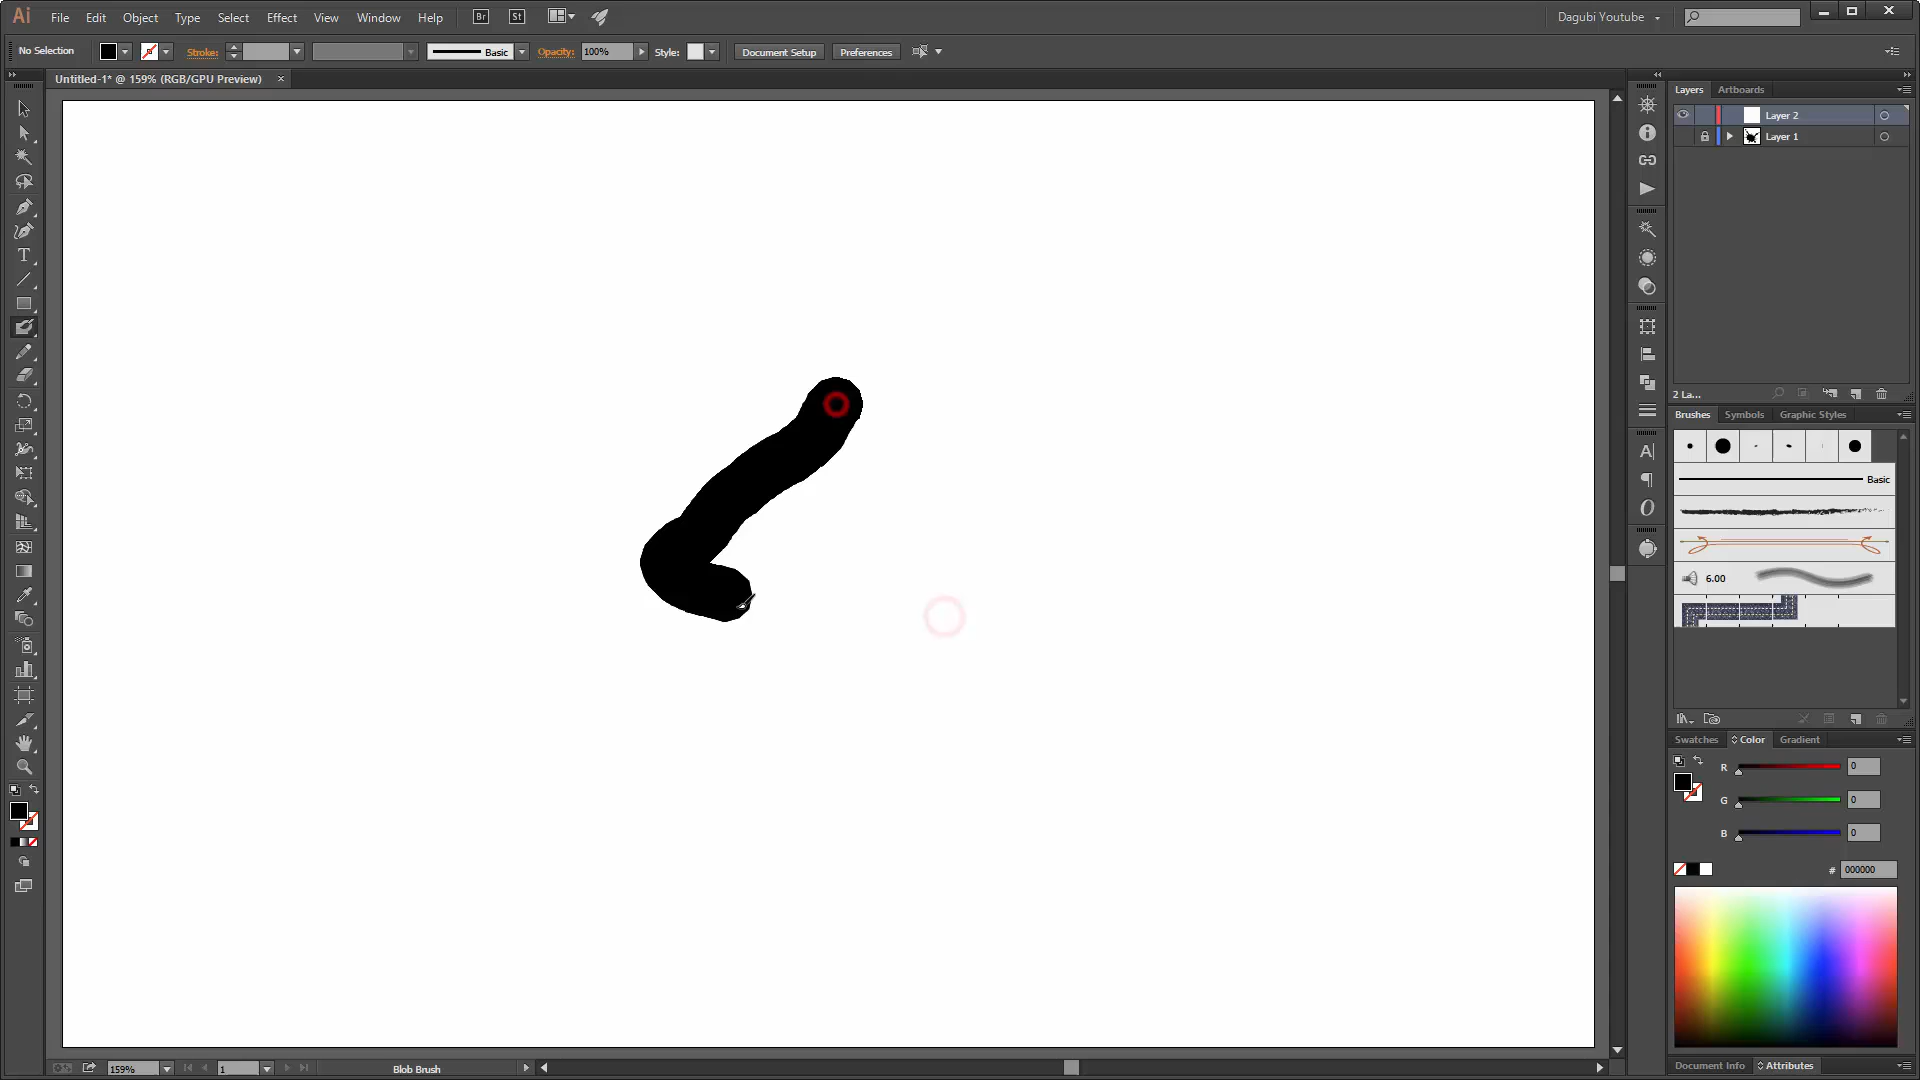 Ai File Edit Object Type Select Effect View Window Help Br St Dagubi Youtube
No Selection Stroke: Basic Opacity: 100% Style: Document Setup Preferences
Untitled-1* @ 159% (RGB/GPU Preview)
Layers Artboards
Layer 2
Layer 1
2 La...
Brushes Symbols Graphic Styles
Basic
6.00
Swatches Color Gradient
R 0
G 0
B 0
# 000000
Document Info Attributes
159% 1 Blob Brush